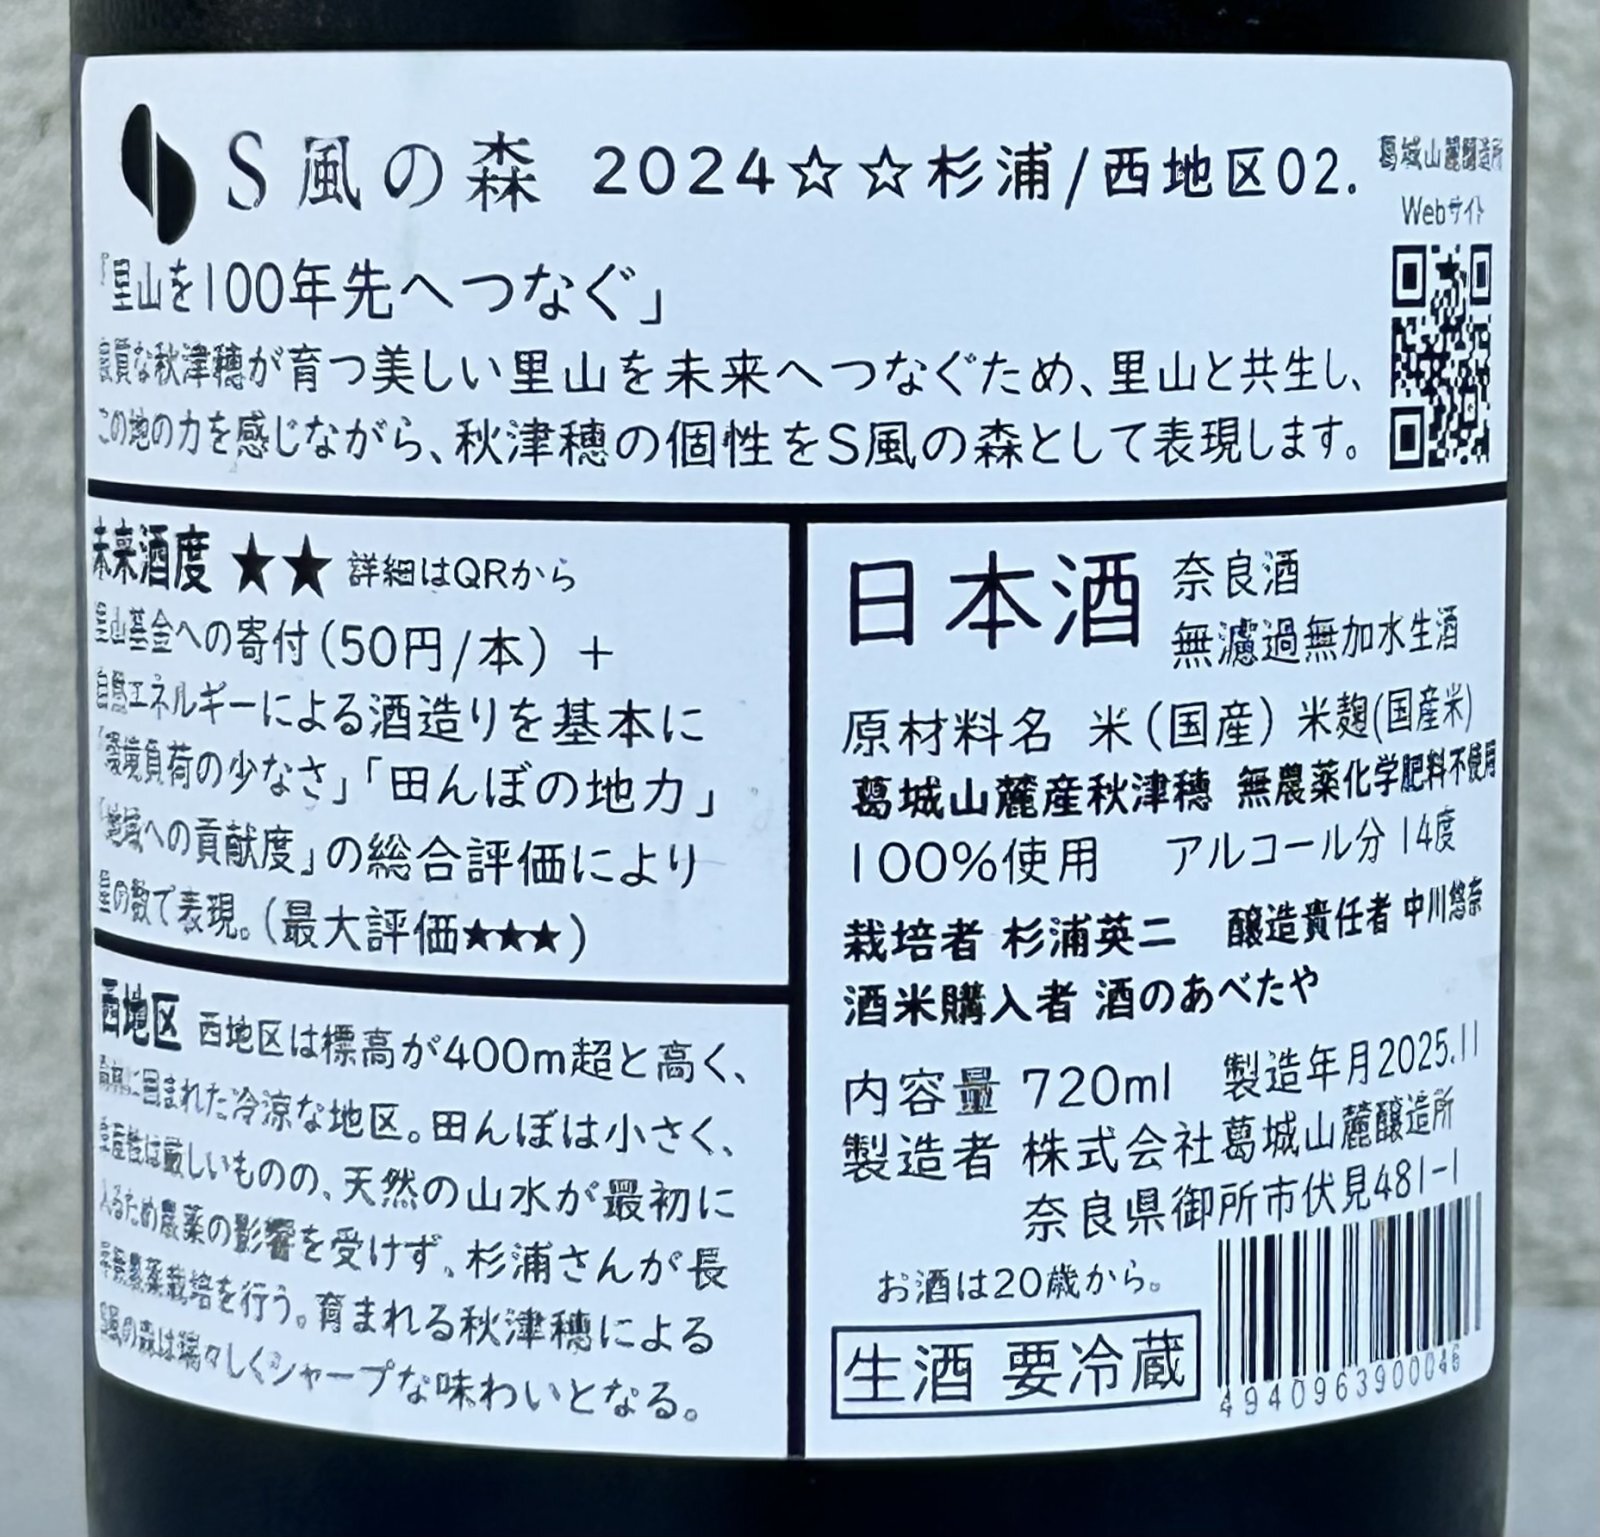 S風の森 2024☆☆杉浦/西地区02.
葛城山麓醸造所
Webサイト
「里山を100年先へつなぐ」
良質な秋津穂が育つ美しい里山を未来へつなぐため、里山と共生し、
この地の力を感じながら、秋津穂の個性をS風の森として表現します。
未来酒度 ★★ 詳細はQRから
里山基金への寄付(50円/本) +
自然エネルギーによる酒造りを基本に
「環境負荷の少なさ」「田んぼの地力」
「地域への貢献度」の総合評価により
星の数で表現。(最大評価★★★)
西地区 西地区は標高が400m超と高く、
森林に囲まれた冷涼な地区。田んぼは小さく、
生産性は厳しいものの、天然の山水が最初に
入るため農薬の影響を受けず、杉浦さんが長
年無農薬栽培を行う。育まれる秋津穂による
S風の森は瑞々しくシャープな味わいとなる。
日本酒 奈良酒
無濾過無加水生酒
原材料名 米(国産) 米麹(国産米)
葛城山麓産秋津穂 無農薬化学肥料不使用
100%使用 アルコール分 14度
栽培者 杉浦英二 醸造責任者 中川悠奈
酒米購入者 酒のあべたや
内容量 720ml 製造年月2025.11
製造者 株式会社葛城山麓醸造所
奈良県御所市伏見481-1
お酒は20歳から。
生酒 要冷蔵
4940963900046